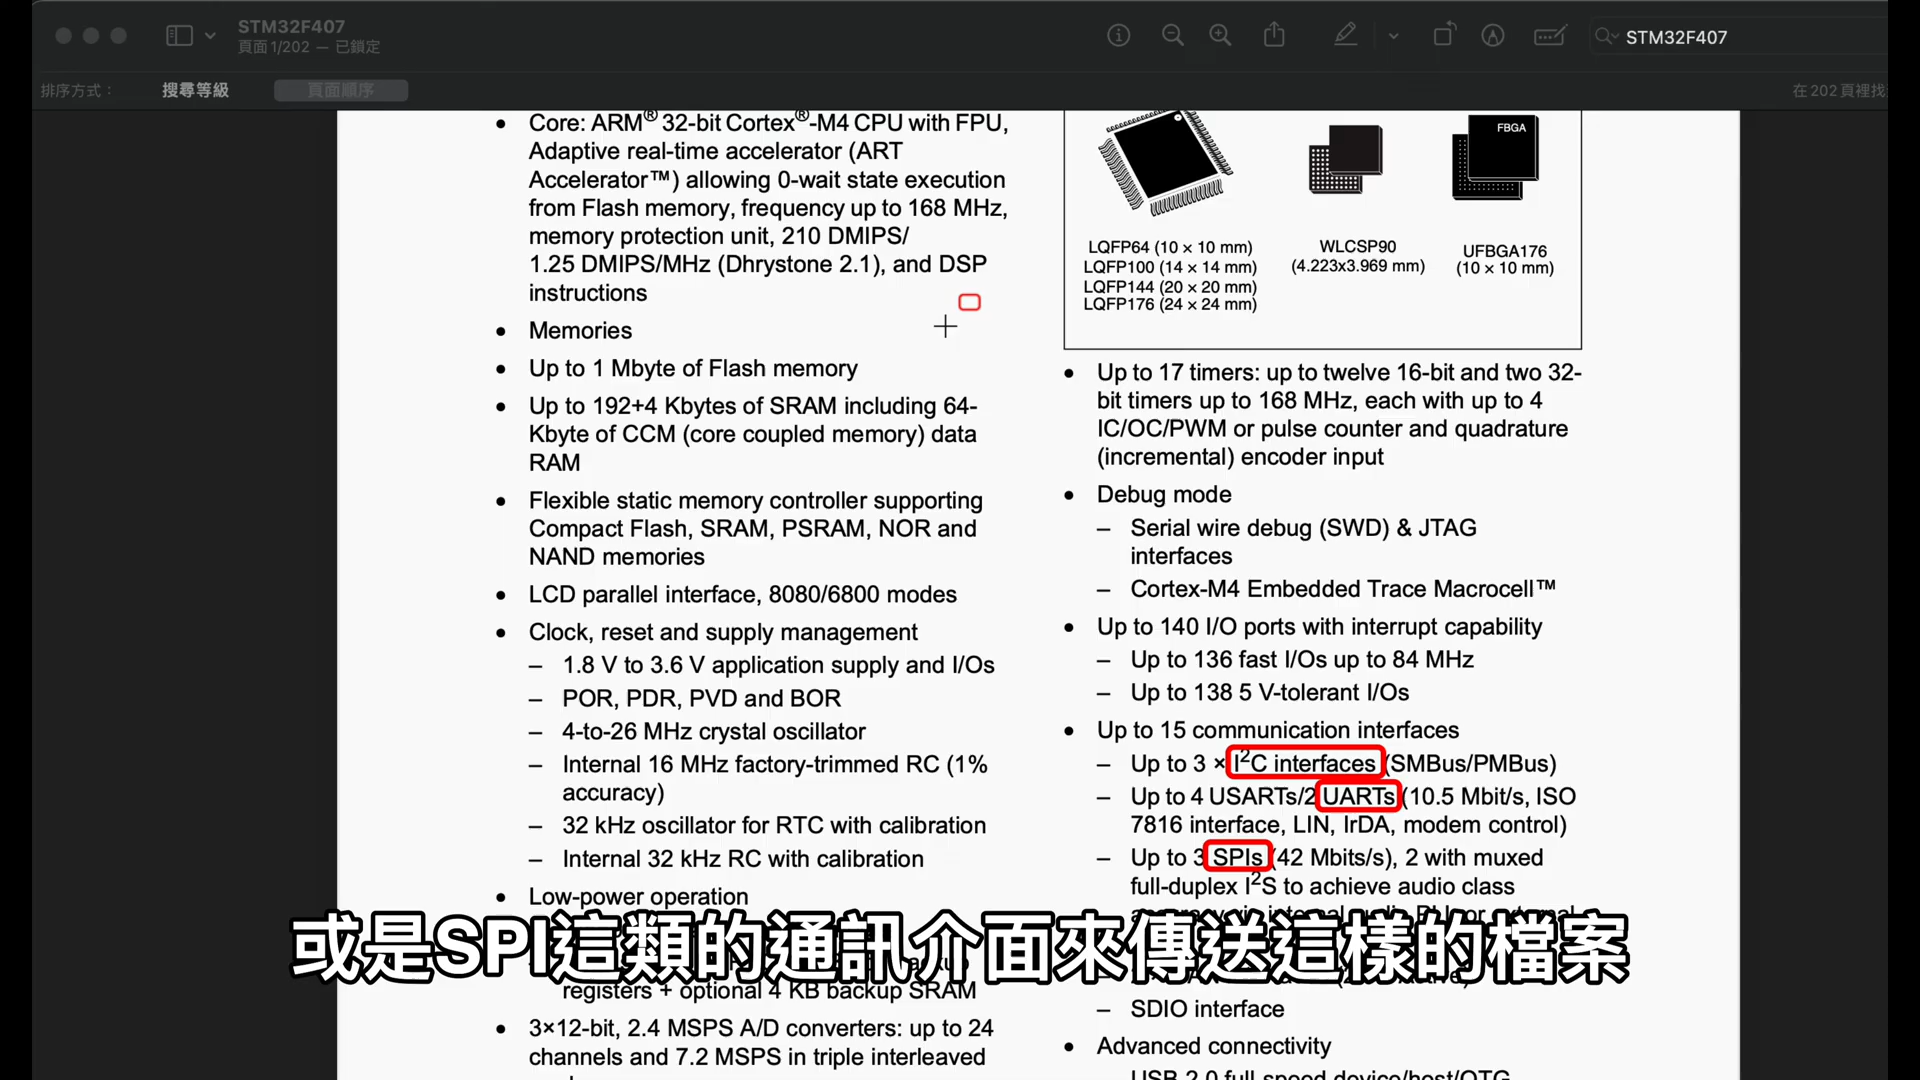 STM32F407
頁面 1/202 — 已鎖定
STM32F407
排序方式：
搜尋等級
頁面順序
在 202 頁裡找
• Core: ARM® 32-bit Cortex®-M4 CPU with FPU,
Adaptive real-time accelerator (ART
Accelerator™) allowing 0-wait state execution
from Flash memory, frequency up to 168 MHz,
memory protection unit, 210 DMIPS/
1.25 DMIPS/MHz (Dhrystone 2.1), and DSP
instructions
• Memories
• Up to 1 Mbyte of Flash memory
• Up to 192+4 Kbytes of SRAM including 64-
Kbyte of CCM (core coupled memory) data
RAM
• Flexible static memory controller supporting
Compact Flash, SRAM, PSRAM, NOR and
NAND memories
• LCD parallel interface, 8080/6800 modes
• Clock, reset and supply management
– 1.8 V to 3.6 V application supply and I/Os
– POR, PDR, PVD and BOR
– 4-to-26 MHz crystal oscillator
– Internal 16 MHz factory-trimmed RC (1%
accuracy)
– 32 kHz oscillator for RTC with calibration
– Internal 32 kHz RC with calibration
• Low-power operation
registers + optional 4 KB backup SRAM
• 3×12-bit, 2.4 MSPS A/D converters: up to 24
channels and 7.2 MSPS in triple interleaved
FBGA
LQFP64 (10 × 10 mm)
LQFP100 (14 × 14 mm)
LQFP144 (20 × 20 mm)
LQFP176 (24 × 24 mm)
WLCSP90
(4.223x3.969 mm)
UFBGA176
(10 × 10 mm)
• Up to 17 timers: up to twelve 16-bit and two 32-
bit timers up to 168 MHz, each with up to 4
IC/OC/PWM or pulse counter and quadrature
(incremental) encoder input
• Debug mode
– Serial wire debug (SWD) & JTAG
interfaces
– Cortex-M4 Embedded Trace Macrocell™
• Up to 140 I/O ports with interrupt capability
– Up to 136 fast I/Os up to 84 MHz
– Up to 138 5 V-tolerant I/Os
• Up to 15 communication interfaces
– Up to 3 × I²C interfaces (SMBus/PMBus)
– Up to 4 USARTs/2 UARTs (10.5 Mbit/s, ISO
7816 interface, LIN, IrDA, modem control)
– Up to 3 SPIs (42 Mbits/s), 2 with muxed
full-duplex I²S to achieve audio class
– SDIO interface
• Advanced connectivity
USB 2.0 full-speed device/host/OTG
或是SPI這類的通訊介面來傳送這樣的檔案